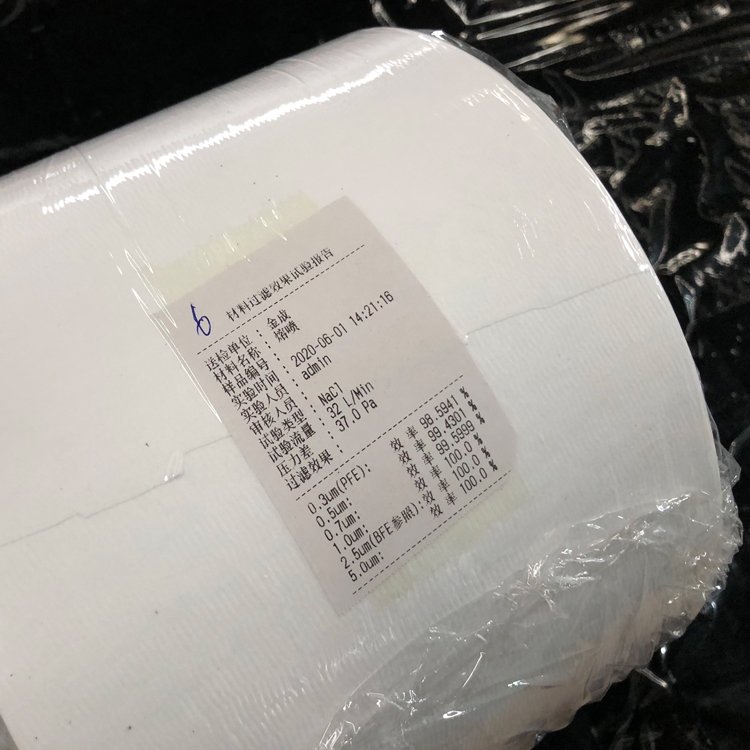 6
材料过滤效果试验报告
送检单位: 金战
材料名称: 熔喷
样品编号:
实验时间: 2020-06-01 14:21:16
实验人员: admin
审核人员:
试验类型: NaCl
试验流量: 32 L/Min
压力差: 37.0 Pa
过滤效果:
0.3um(PFE): 效率 98.5941 %
0.5um: 效率 99.4301 %
0.7um: 效率 99.5999 %
1.0um: 效率 100.0 %
2.5um(BFE参照): 效率 100.0 %
5.0um: 效率 100.0 %